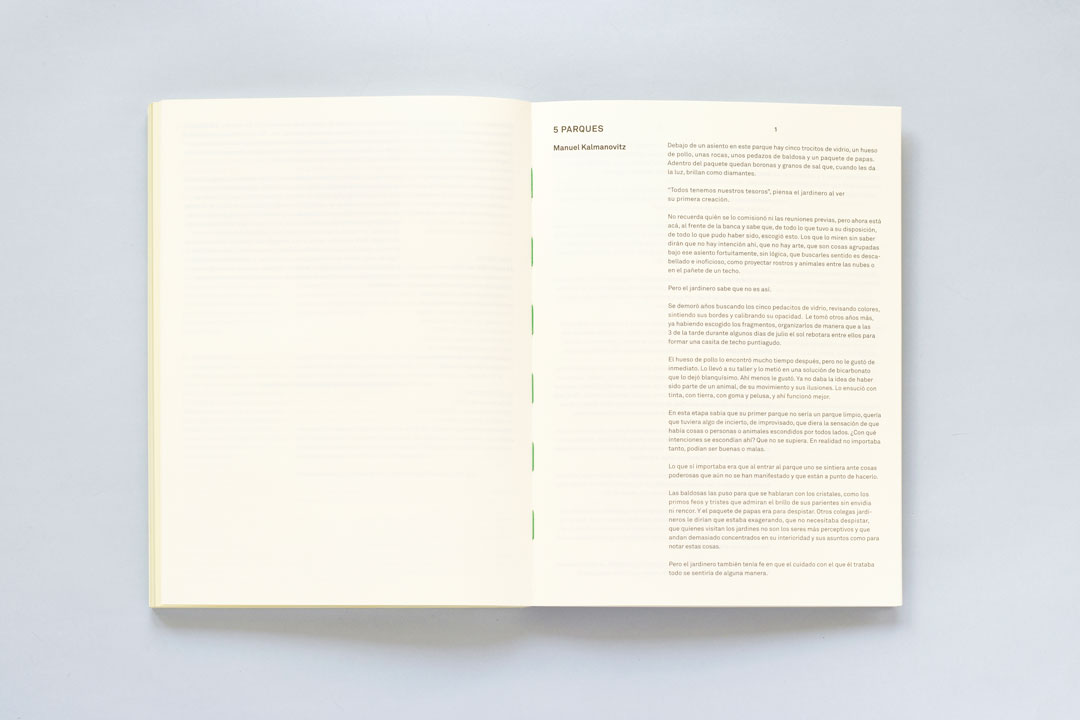 5 PARQUES
Manuel Kalmanovitz
1
Debajo de un asiento en este parque hay cinco trocitos de vidrio, un hueso
de pollo, unas rocas, unos pedazos de baldosa y un paquete de papas.
Adentro del paquete quedan boronas y granos de sal que, cuando les da
la luz, brillan como diamantes.
"Todos tenemos nuestros tesoros", piensa el jardinero al ver
su primera creación.
No recuerda quién se lo comisionó ni las reuniones previas, pero ahora está
acá, al frente de la banca y sabe que, de todo lo que tuvo a su disposición,
de todo lo que pudo haber sido, escogió esto. Los que lo miren sin saber
dirán que no hay intención ahí, que no hay arte, que son cosas agrupadas
bajo ese asiento fortuitamente, sin lógica, que buscarles sentido es desca-
bellado e inoficioso; como proyectar rostros y animales entre las nubes o
en el pañete de un techo.
Pero el jardinero sabe que no es así.
Se demoró años buscando los cinco pedacitos de vidrio, revisando colores,
sintiendo sus bordes y calibrando su opacidad. Le tomó otros años más,
ya habiendo escogido los fragmentos, organizarlos de manera que a las
3 de la tarde durante algunos días de julio el sol rebotara entre ellos para
formar una casita de techo puntiagudo.
El hueso de pollo lo encontró mucho tiempo después, pero no le gustó de
inmediato. Lo llevó a su taller y lo metió en una solución de bicarbonato
que lo dejó blanquísimo. Ahí menos le gustó. Ya no daba la idea de haber
sido parte de un animal, de su movimiento y sus ilusiones. Lo ensució con
tinta, con tierra, con goma y pelusa, y ahí funcionó mejor.
En esta etapa sabía que su primer parque no sería un parque limpio, quería
que tuviera algo de incierto, de improvisado, que diera la sensación de que
había cosas o personas o animales escondidos por todos lados. ¿Con qué
intenciones se escondían ahí? Que no se supiera. En realidad no importaba
tanto, podían ser buenas o malas.
Lo que sí importaba era que al entrar al parque uno se sintiera ante cosas
poderosas que aún no se han manifestado y que están a punto de hacerlo.
Las baldosas las puso para que se hablaran con los cristales, como los
primos feos y tristes que admiran el brillo de sus parientes sin envidia
ni rencor. Y el paquete de papas era para despistar. Otros colegas jardi-
neros le dirían que estaba exagerando, que no necesitaba despistar,
que quienes visitan los jardines no son los seres más perceptivos y que
andan demasiado concentrados en su interioridad y sus asuntos como para
notar estas cosas.
Pero el jardinero también tenía fe en que el cuidado con el que él trataba
todo se sentiría de alguna manera.